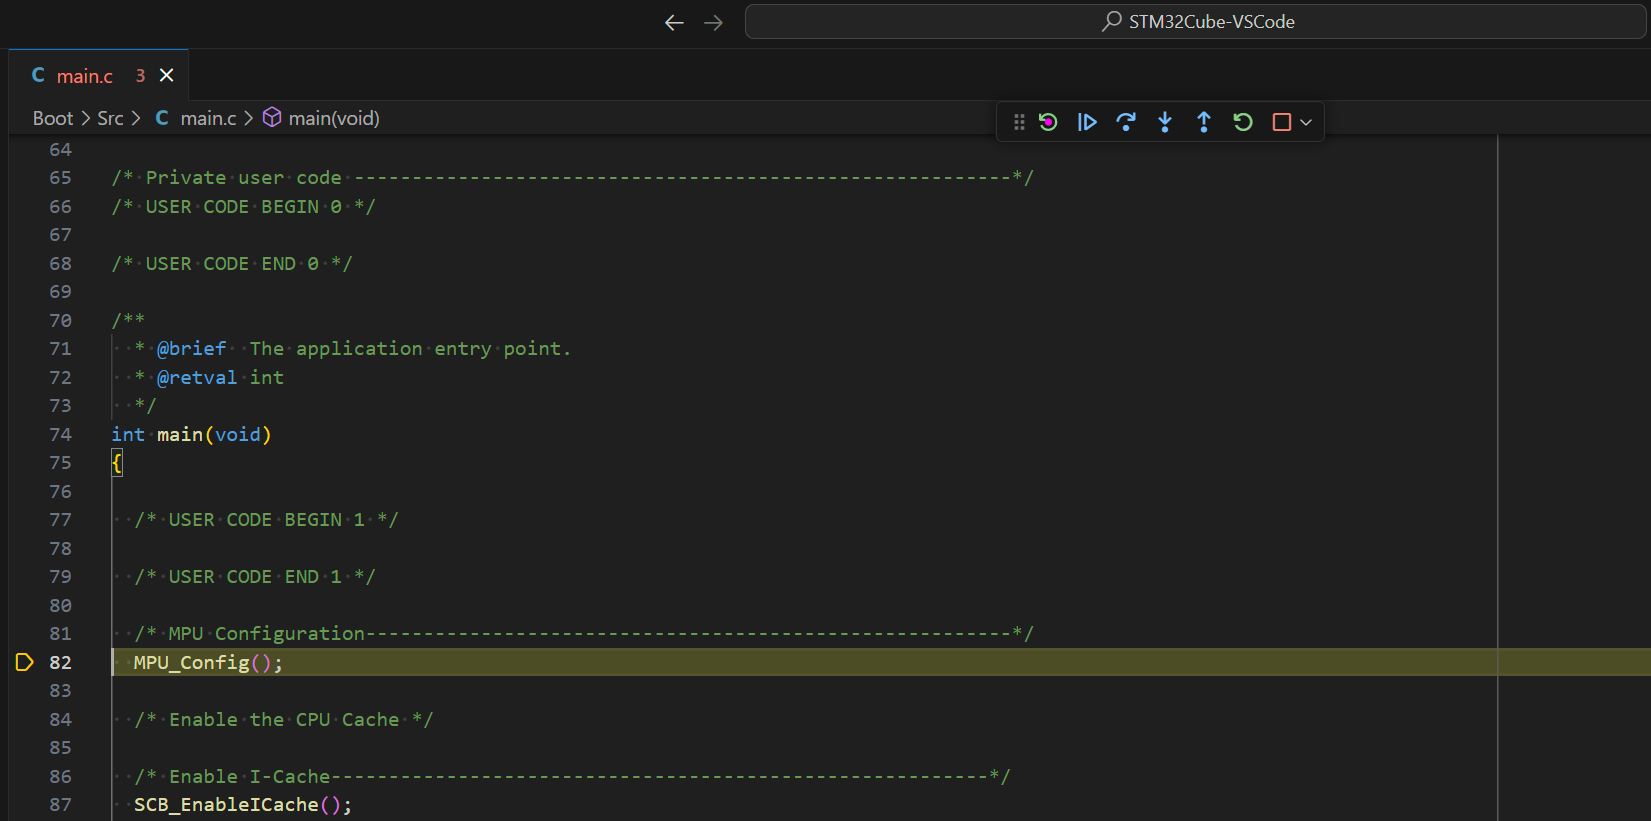 STM32Cube-VSCode
C main.c 3
Boot > Src > C main.c > main(void)
64
65 /* Private user code ---------------------------------------------------------*/
66 /* USER CODE BEGIN 0 */
67
68 /* USER CODE END 0 */
69
70 /**
71   * @brief  The application entry point.
72   * @retval int
73   */
74 int main(void)
75 {
76
77   /* USER CODE BEGIN 1 */
78
79   /* USER CODE END 1 */
80
81   /* MPU Configuration--------------------------------------------------------*/
82   MPU_Config();
83
84   /* Enable the CPU Cache */
85
86   /* Enable I-Cache---------------------------------------------------------*/
87   SCB_EnableICache();